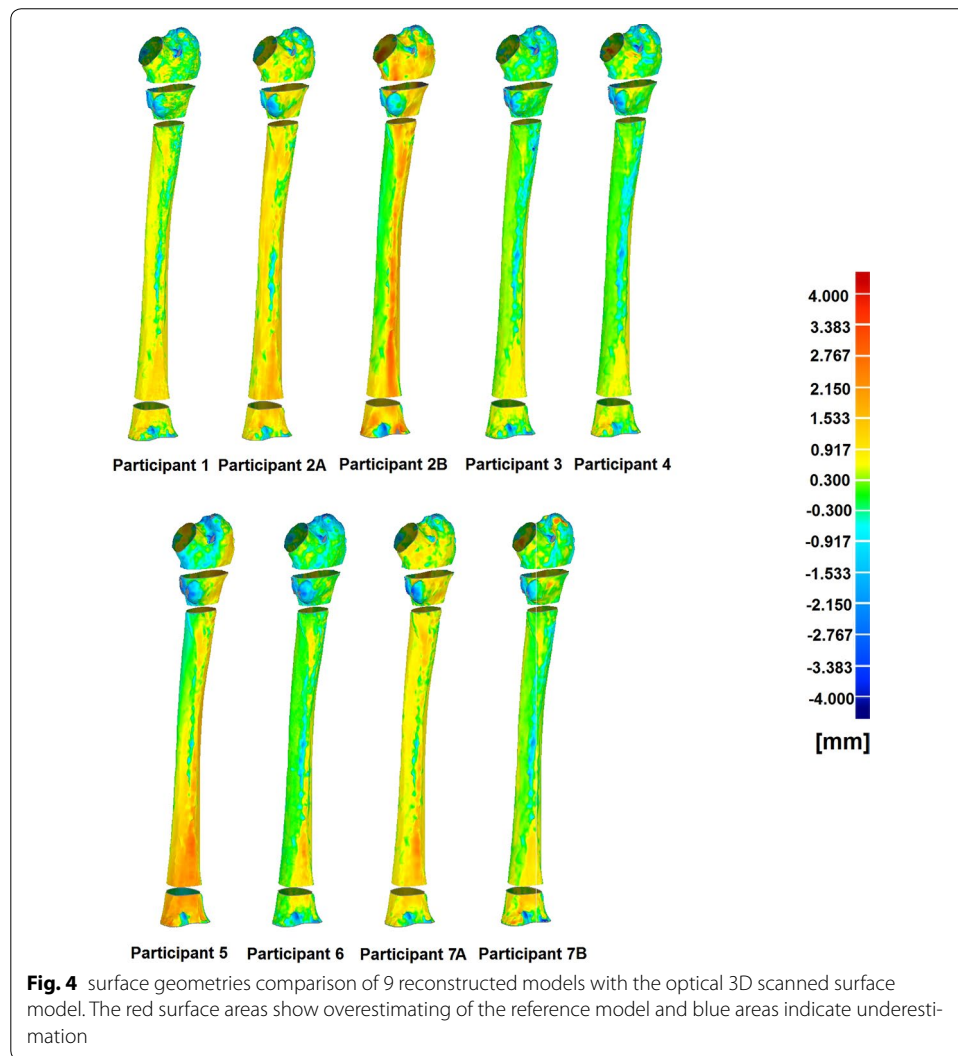 Participant 1 Participant 2A Participant 2B Participant 3 Participant 4
4.000
3.383
2.767
2.150
1.533
0.917
0.300
-0.300
-0.917
-1.533
-2.150
-2.767
-3.383
-4.000
[mm]
Participant 5 Participant 6 Participant 7A Participant 7B
Fig. 4 surface geometries comparison of 9 reconstructed models with the optical 3D scanned surface
model. The red surface areas show overestimating of the reference model and blue areas indicate underesti-
mation